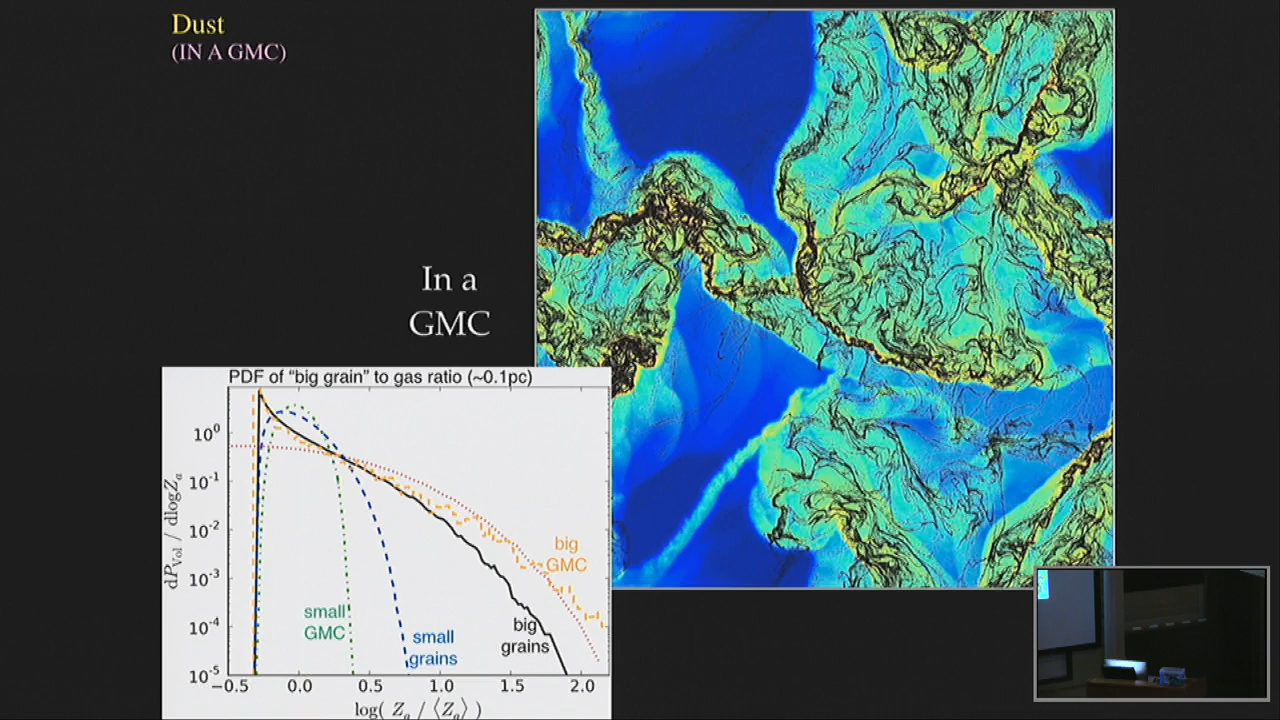 Dust
(IN A GMC)
In a
GMC
PDF of "big grain" to gas ratio (~0.1pc)
dP_Vol / dlogZ_a
10^0
10^-1
10^-2
10^-3
10^-4
10^-5
big
GMC
small
GMC
small
grains
big
grains
−0.5 0.0 0.5 1.0 1.5 2.0
log( Z_a / ⟨Z_a⟩ )